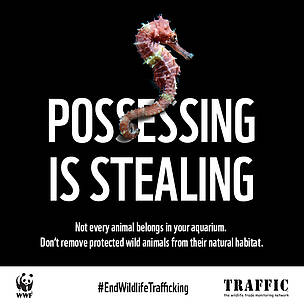 POSSESSING
IS STEALING
Not every animal belongs in your aquarium.
Don't remove protected wild animals from their natural habitat.
WWF
#EndWildlifeTrafficking
TRAFFIC
the wildlife trade monitoring network